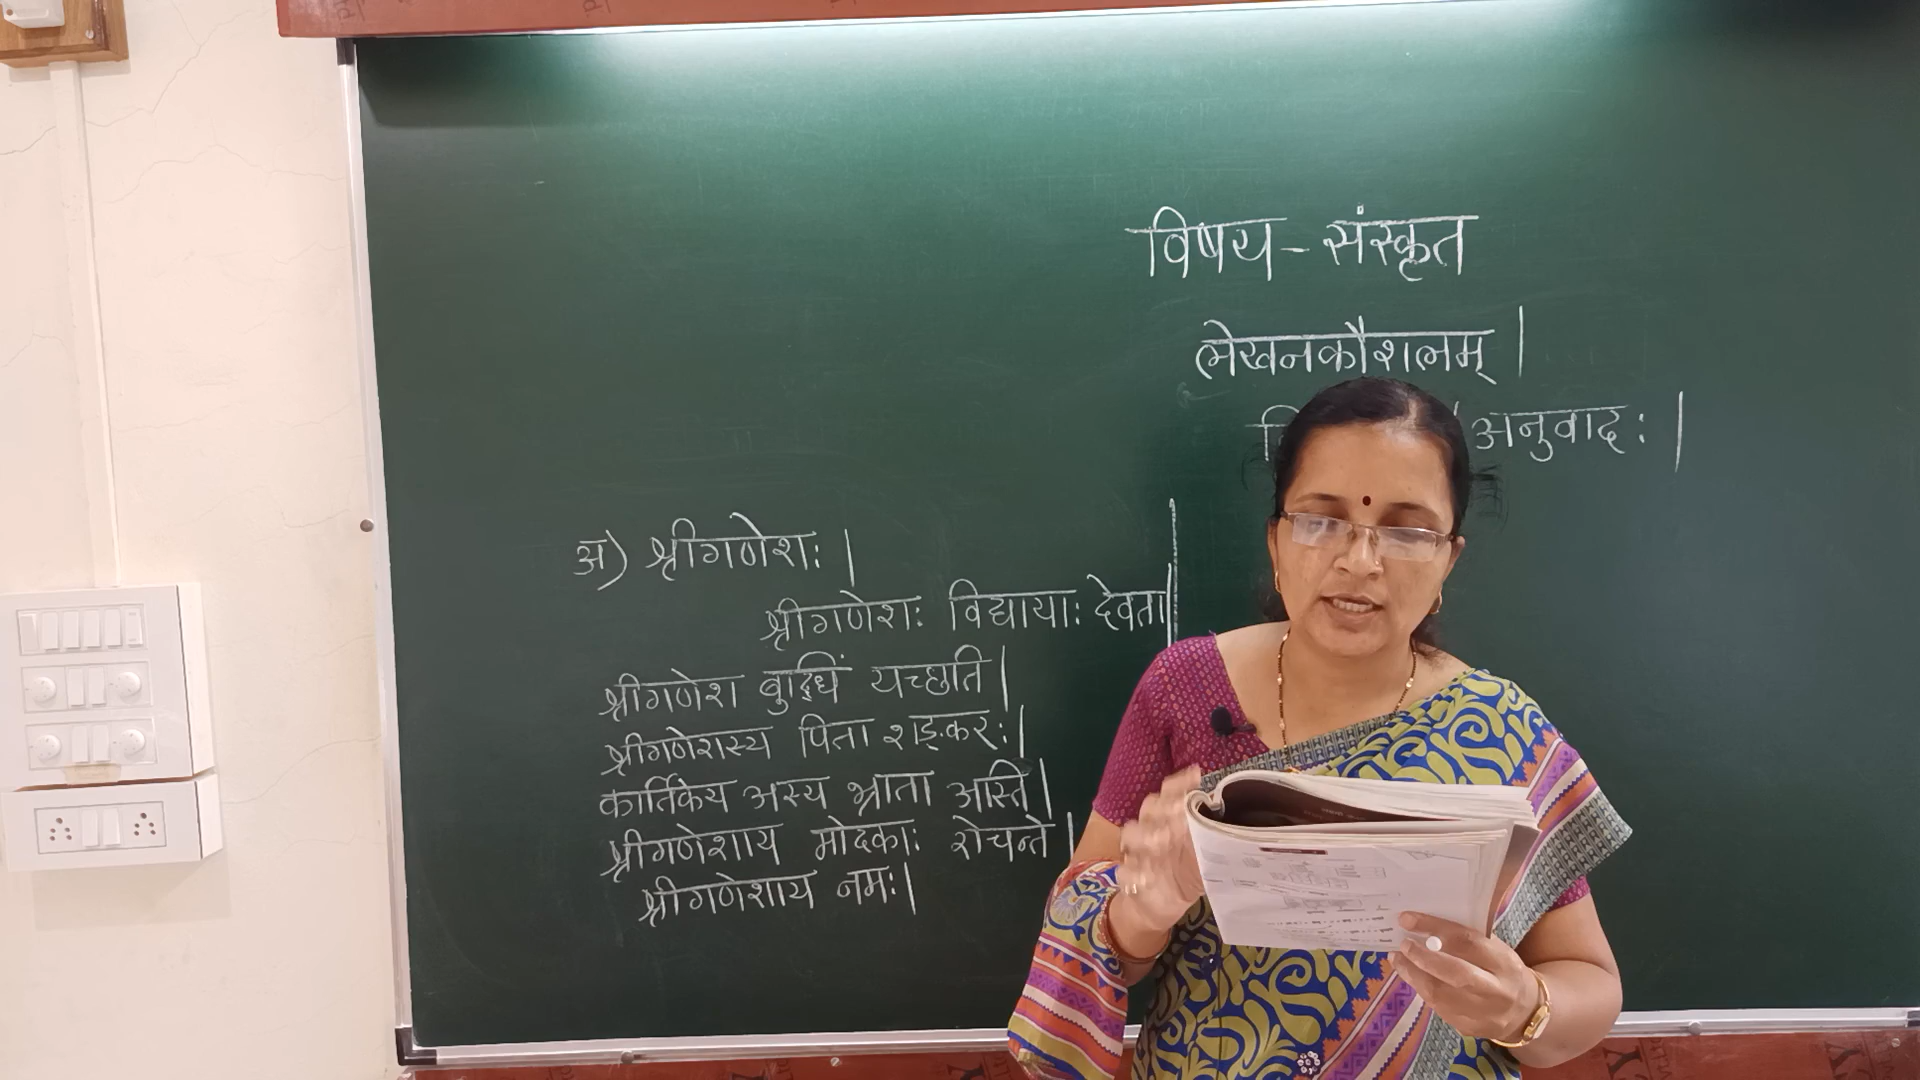 विषय - संस्कृत
लेखनकौशलम् |
अनुवादः |
अ) श्रीगणेशः |
श्रीगणेशः विद्यायाः देवता |
श्रीगणेश बुद्धिं यच्छति |
श्रीगणेशस्य पिता शङ्करः |
कार्तिकेय अस्य भ्राता अस्ति |
श्रीगणेशाय मोदकाः रोचन्ते |
श्रीगणेशाय नमः |